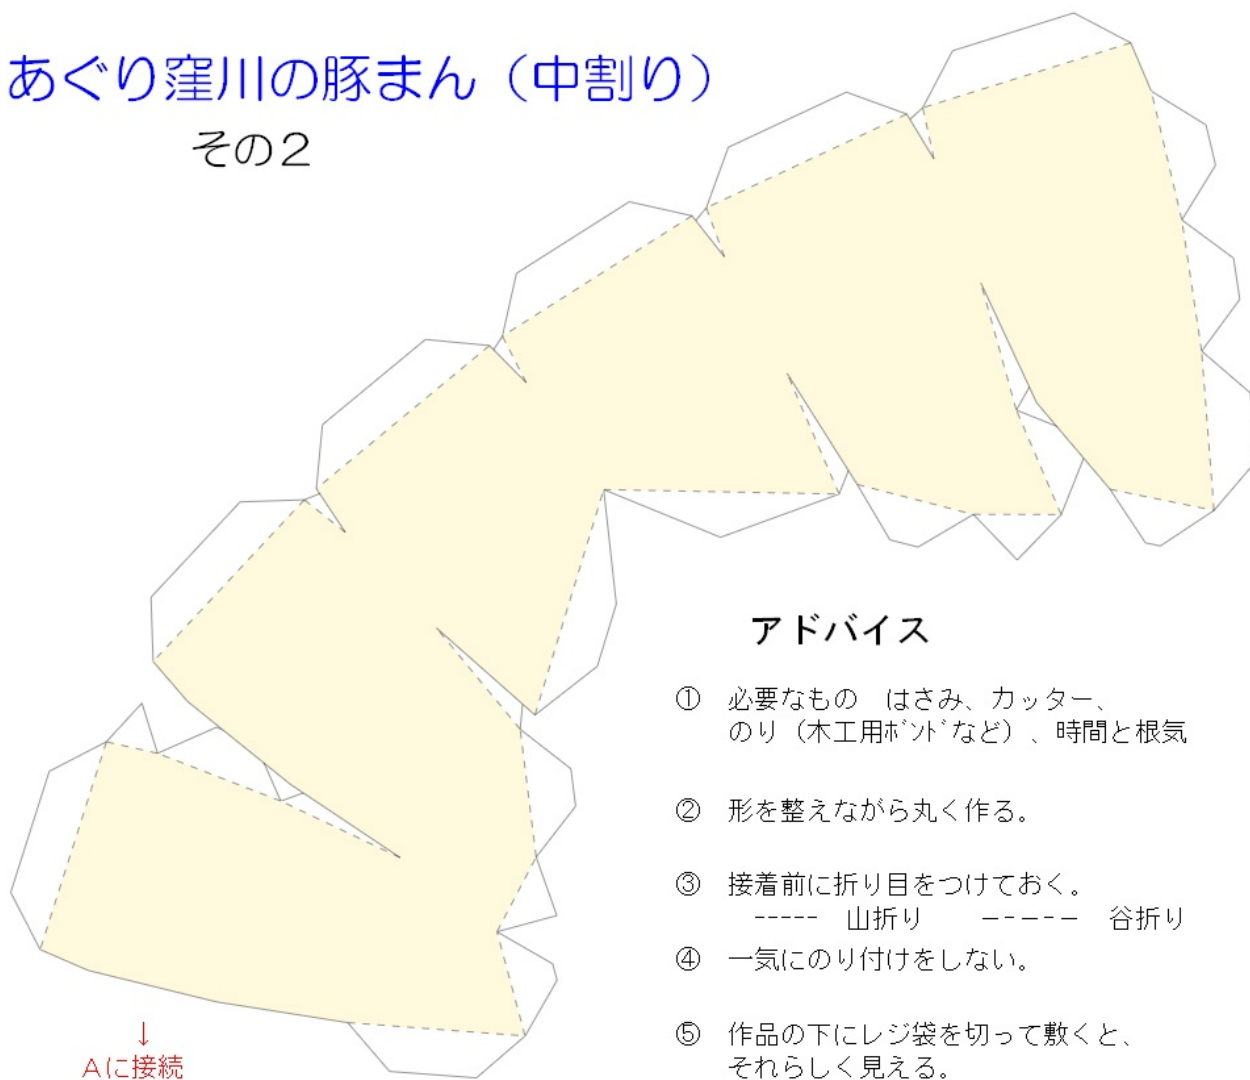 あぐり窪川の豚まん（中割り）
その２
アドバイス
① 必要なもの　はさみ、カッター、
のり（木工用ﾎﾞﾝﾄﾞなど）、時間と根気
② 形を整えながら丸く作る。
③ 接着前に折り目をつけておく。
----- 山折り　—-—-— 谷折り
④ 一気にのり付けをしない。
⑤ 作品の下にレジ袋を切って敷くと、
それらしく見える。
↓
Ａに接続